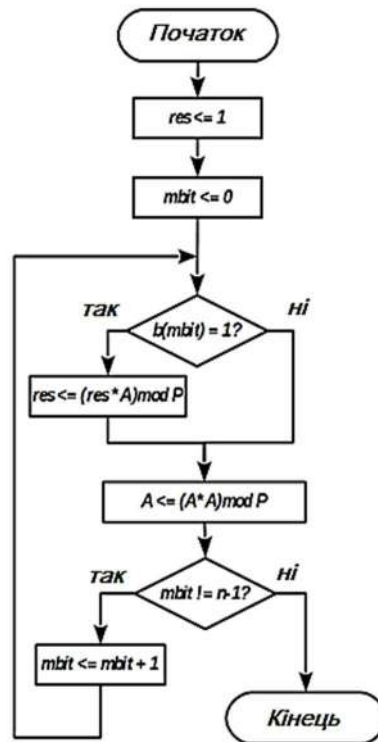 Початок
res<= 1
mbit <= 0
так
ні
b(mbit) = 1?
res<= (res*A)mod P
A <= (A*A)mod P
так
ні
mbit != n-1?
mbit <= mbit + 1
Кінець